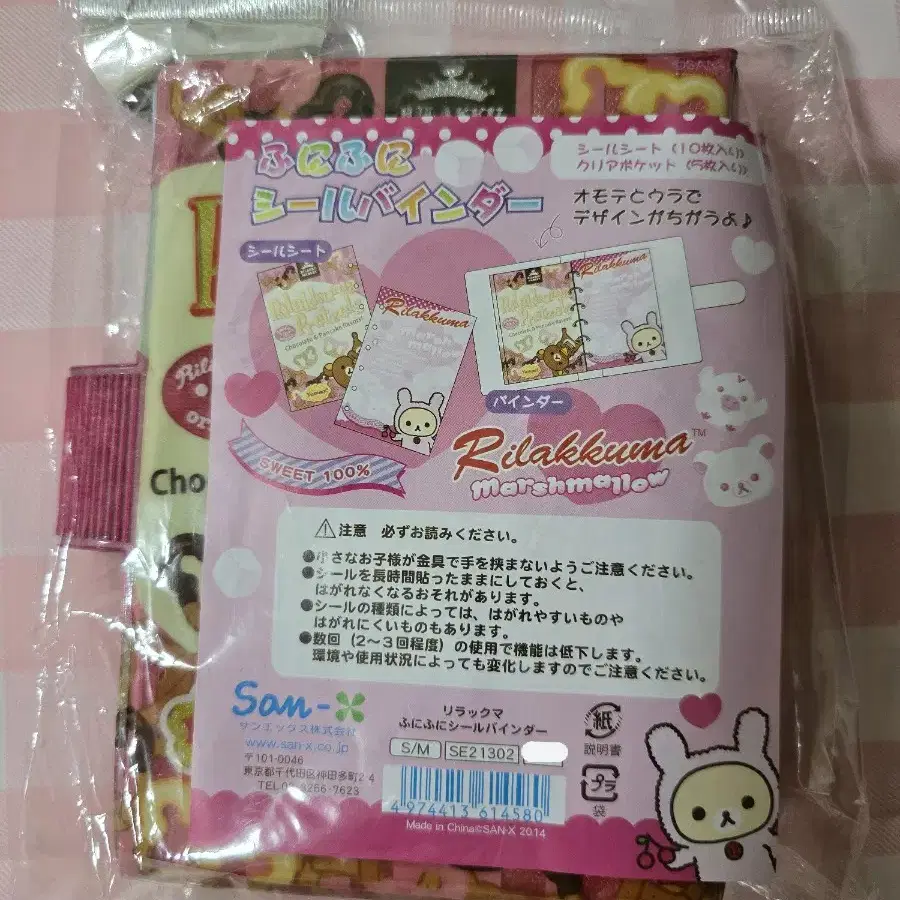 ©SAN-
ふにふに
シールバインダー
シールシート(10枚入り)
クリアポケット(5枚入り)
オモテとウラで
デザインがちがうよ♪
シールシート
Rilakkuma
Chocolate & Pancake flavor!
marshmallow
Rilakkuma
バインダー
SWEET 100%
Rilakkuma™
marshmallow
Cho
⚠注意 必ずお読みください。
●小さなお子様が金具で手を挟まないようご注意ください。
●シールを長時間貼ったままにしておくと、
はがれなくなるおそれがあります。
●シールの種類によっては、はがれやすいものや
はがれにくいものもあります。
●数回(2〜3回程度)の使用で機能は低下します。
環境や使用状況によっても変化しますのでご注意ください。
San-X
サンエックス株式会社
www.san-x.co.jp
〒101-0046
東京都千代田区神田多町2-4
リラックマ
ふにふにシールバインダー
S/M SE21302
4974413614580
Made in China©SAN-X 2014
紙
説明書
プラ
袋